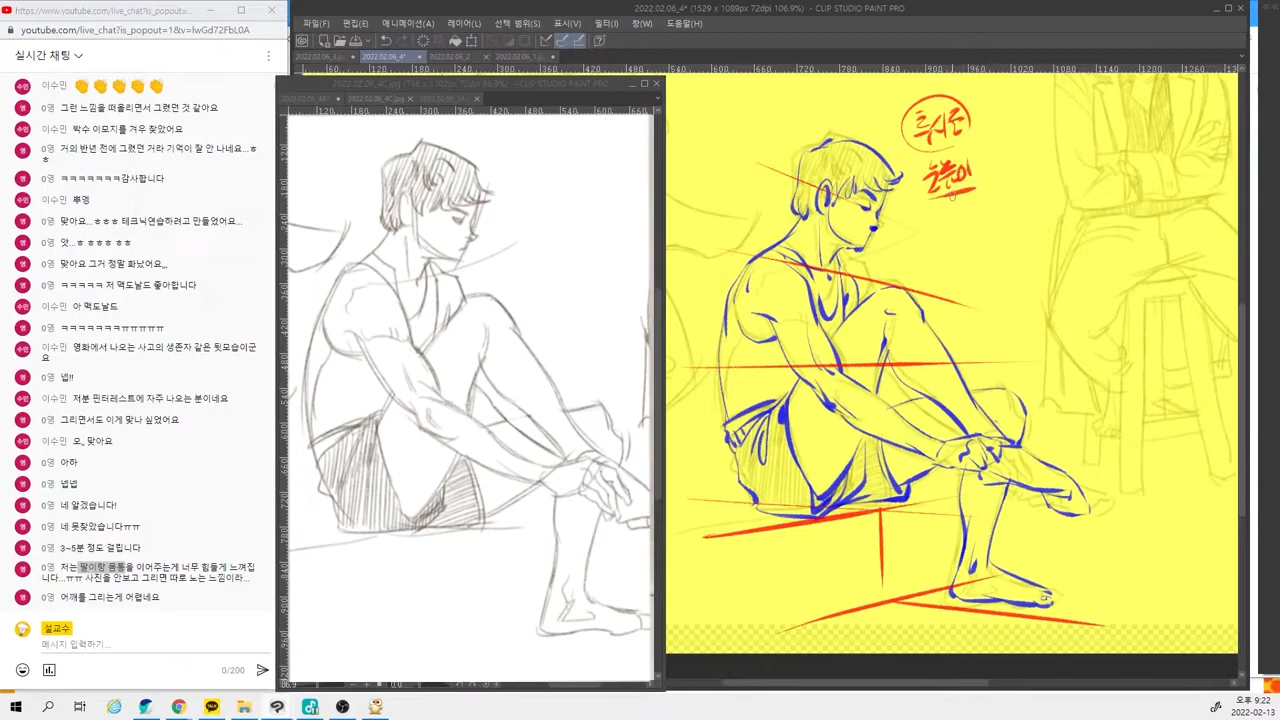 https://www.youtube.com/live_chat?is_popout=...
youtube.com/live_chat?is_popout=1&v=lwGd72FbL0A
실시간 채팅
이수민 👏👏👏👏👏
0영 그런 느낌을 떠올리면서 그렸던 것 같아요
이수민 박수 이모지를 겨우 찾았어요
0영 거의 반년 전에 그렸던 거라 기억이 잘 안 나네요...ㅎ
ㅎ
0영 ㅋㅋㅋㅋㅋㅋㅋ감사합니다
이수민 뿌엥
0영 맞아요...ㅎㅎㅎ 테크닉연습하려고 만들었어요...
0영 앗...ㅎ ㅎㅎㅎ ㅎㅎ
0영 맞아요 그거 정말 화났어요,,,
0영 ㅋㅋㅋㅋㅋ 저 맥도날드 좋아합니다
이수민 아 맥도날드
0영 ㅋㅋㅋㅋㅋㅋㅋㅠㅠㅠㅠㅠ
이수민 영화에서 나오는 사고의 생존자 같은 뒷모습이군
요
0영 넵!!
이수민 저분 핀터레스트에 자주 나오는 분이네요
0영 그리면서도 이게 맞나 싶었어요
이수민 오,, 맞아요
0영 아하
0영 넵넵
0영 네 알겠습니다!
0영 네 못찾았습니다ㅠㅠ
0영 3~5분 정도 걸립니다
0영 저는 팔이랑 몸통을 이어주는게 너무 힘들게 느껴집
니다...ㅠㅠ 사진을 안보고 그리면 따로 노는 느낌이라...
0영 어깨를 그리는게 어렵네요
설교수
메시지 입력하기...
0/200
2022.02.06_4* (1529 x 1089px 72dpi 106.9%) - CLIP STUDIO PAINT PRO
파일(F) 편집(E) 애니메이션(A) 레이어(L) 선택 범위(S) 표시(V) 필터(I) 창(W) 도움말(H)
2022.02.06_4* 2022.02.06_2
투시도
눈높이
오후 9:22
2022-02-13